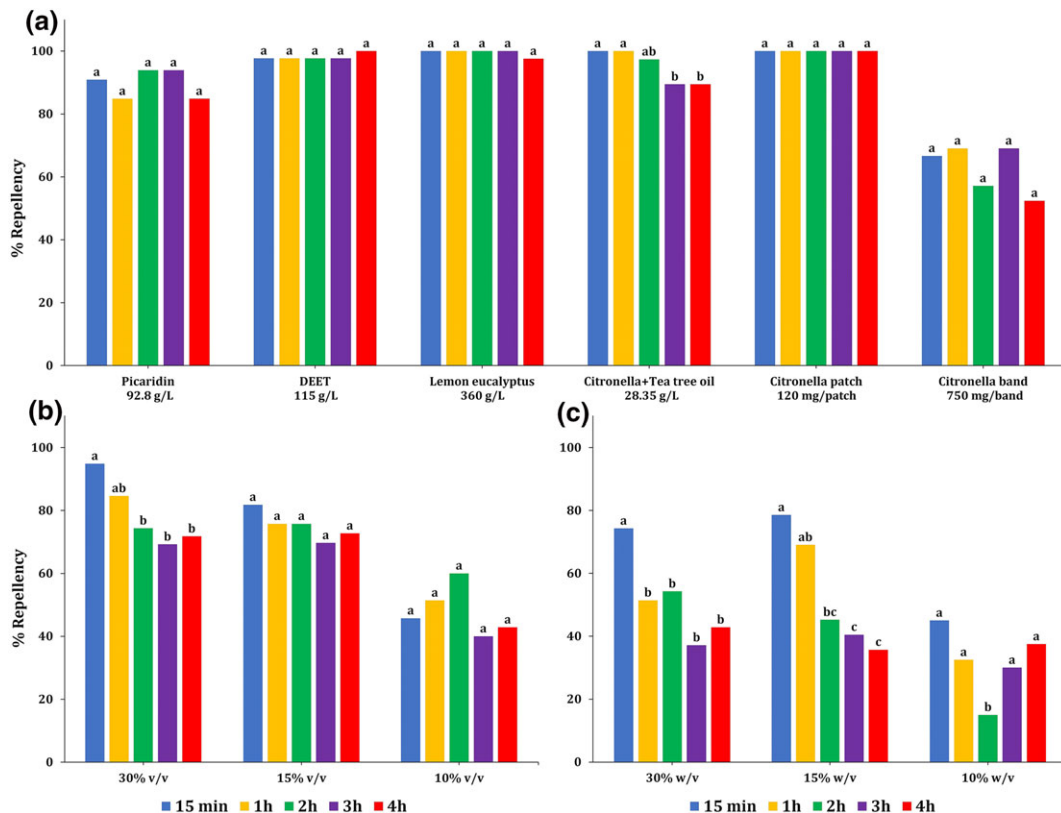 (a)
% Repellency
100
80
60
40
20
0
a a a a a
a a a a a
a a a a a
a a ab b b
a a a a a
a a a a a
Picaridin
92.8 g/L
DEET
115 g/L
Lemon eucalyptus
360 g/L
Citronella+Tea tree oil
28.35 g/L
Citronella patch
120 mg/patch
Citronella band
750 mg/band
(b)
% Repellency
100
80
60
40
20
0
a ab b b b
a a a a a
a a a a a
30% v/v 15% v/v 10% v/v
15 min 1h 2h 3h 4h
(c)
% Repellency
100
80
60
40
20
0
a b b b b
a ab bc c c
a a b a a
30% w/v 15% w/v 10% w/v
15 min 1h 2h 3h 4h